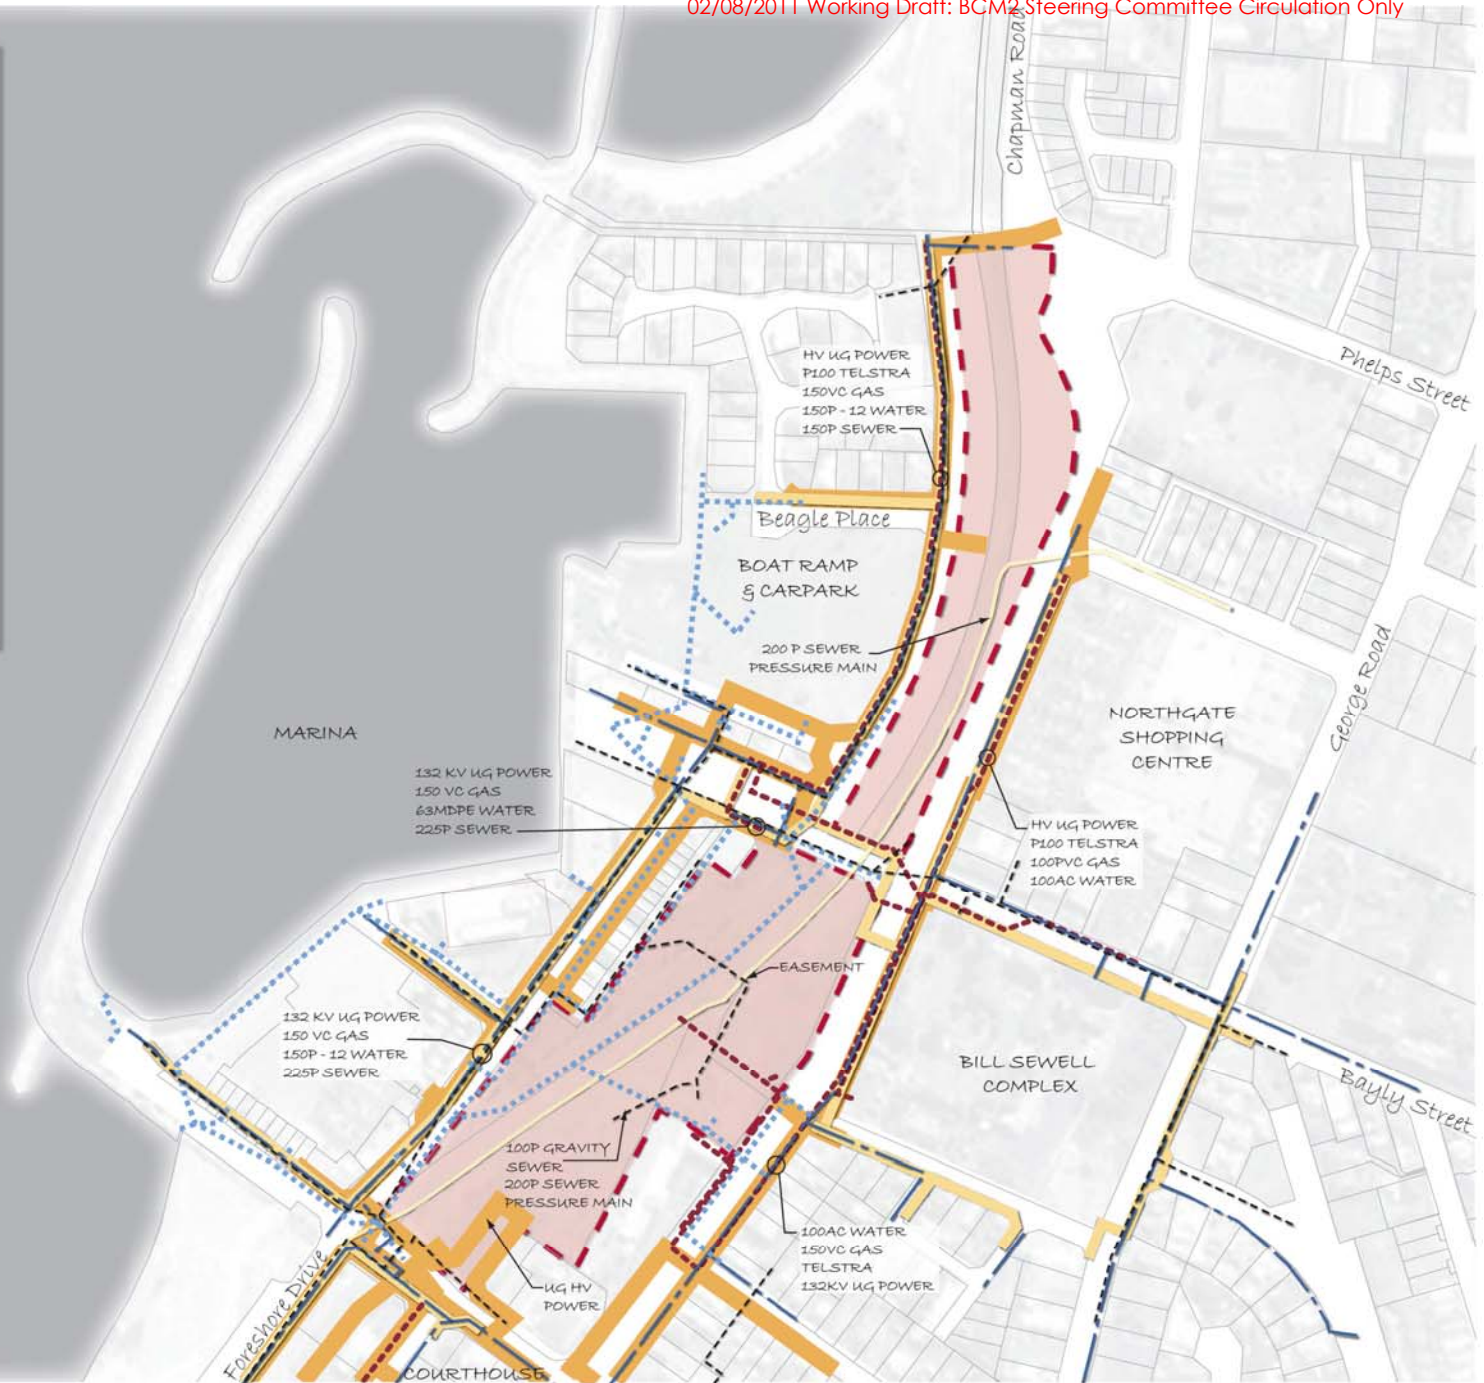 02/08/2011 Working Draft: BCM2 Steering Committee Circulation Only
Chapman Road
Phelps Street
HV UG POWER
P100 TELSTRA
150VC GAS
150P - 12 WATER
150P SEWER
Beagle Place
BOAT RAMP
& CARPARK
200 P SEWER
PRESSURE MAIN
George Road
NORTHGATE
SHOPPING
CENTRE
MARINA
132 KV UG POWER
150 VC GAS
63MDPE WATER
225P SEWER
HV UG POWER
P100 TELSTRA
100PVC GAS
100AC WATER
EASEMENT
132 KV UG POWER
150 VC GAS
150P - 12 WATER
225P SEWER
BILL SEWELL
COMPLEX
Bayly Street
100P GRAVITY
SEWER
200P SEWER
PRESSURE MAIN
100AC WATER
150VC GAS
TELSTRA
132KV UG POWER
UG HV
POWER
Foreshore Drive
COURTHOUSE